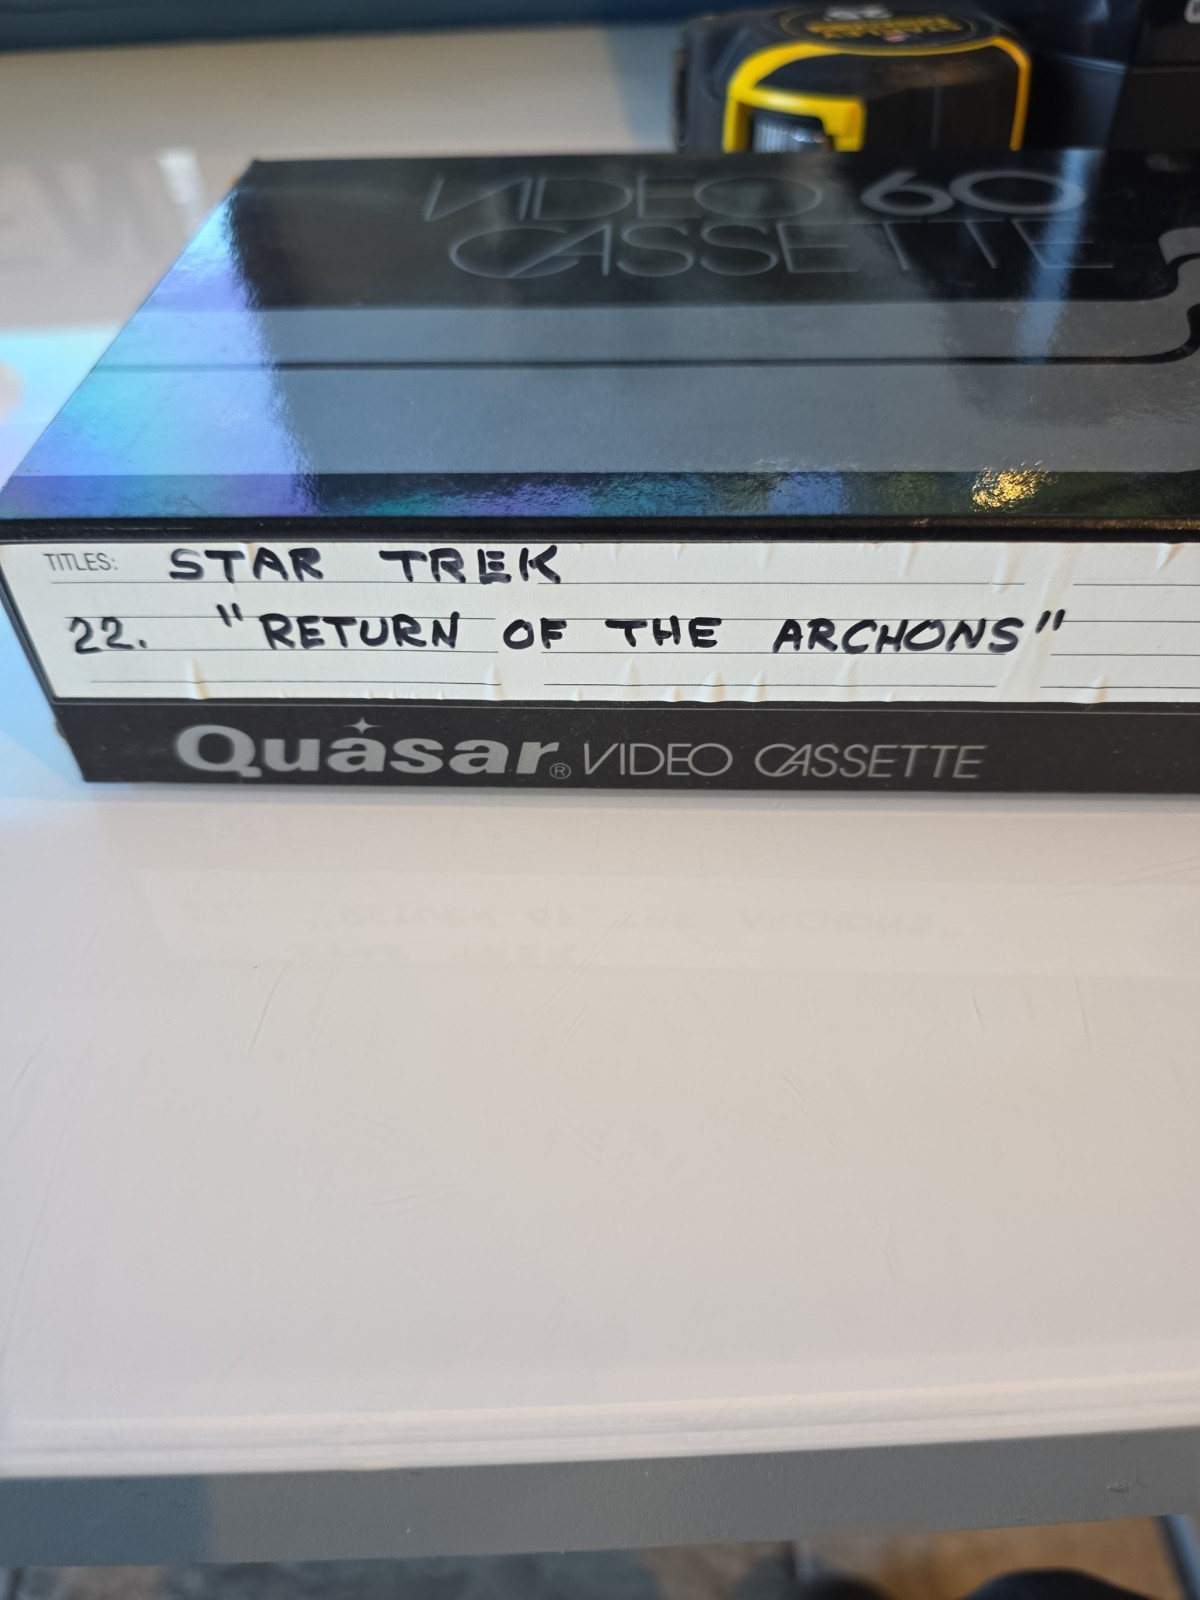 VIDEO 60
CASSETTE
TITLES: STAR TREK
22. "RETURN OF THE ARCHONS"
Quasar® VIDEO CASSETTE